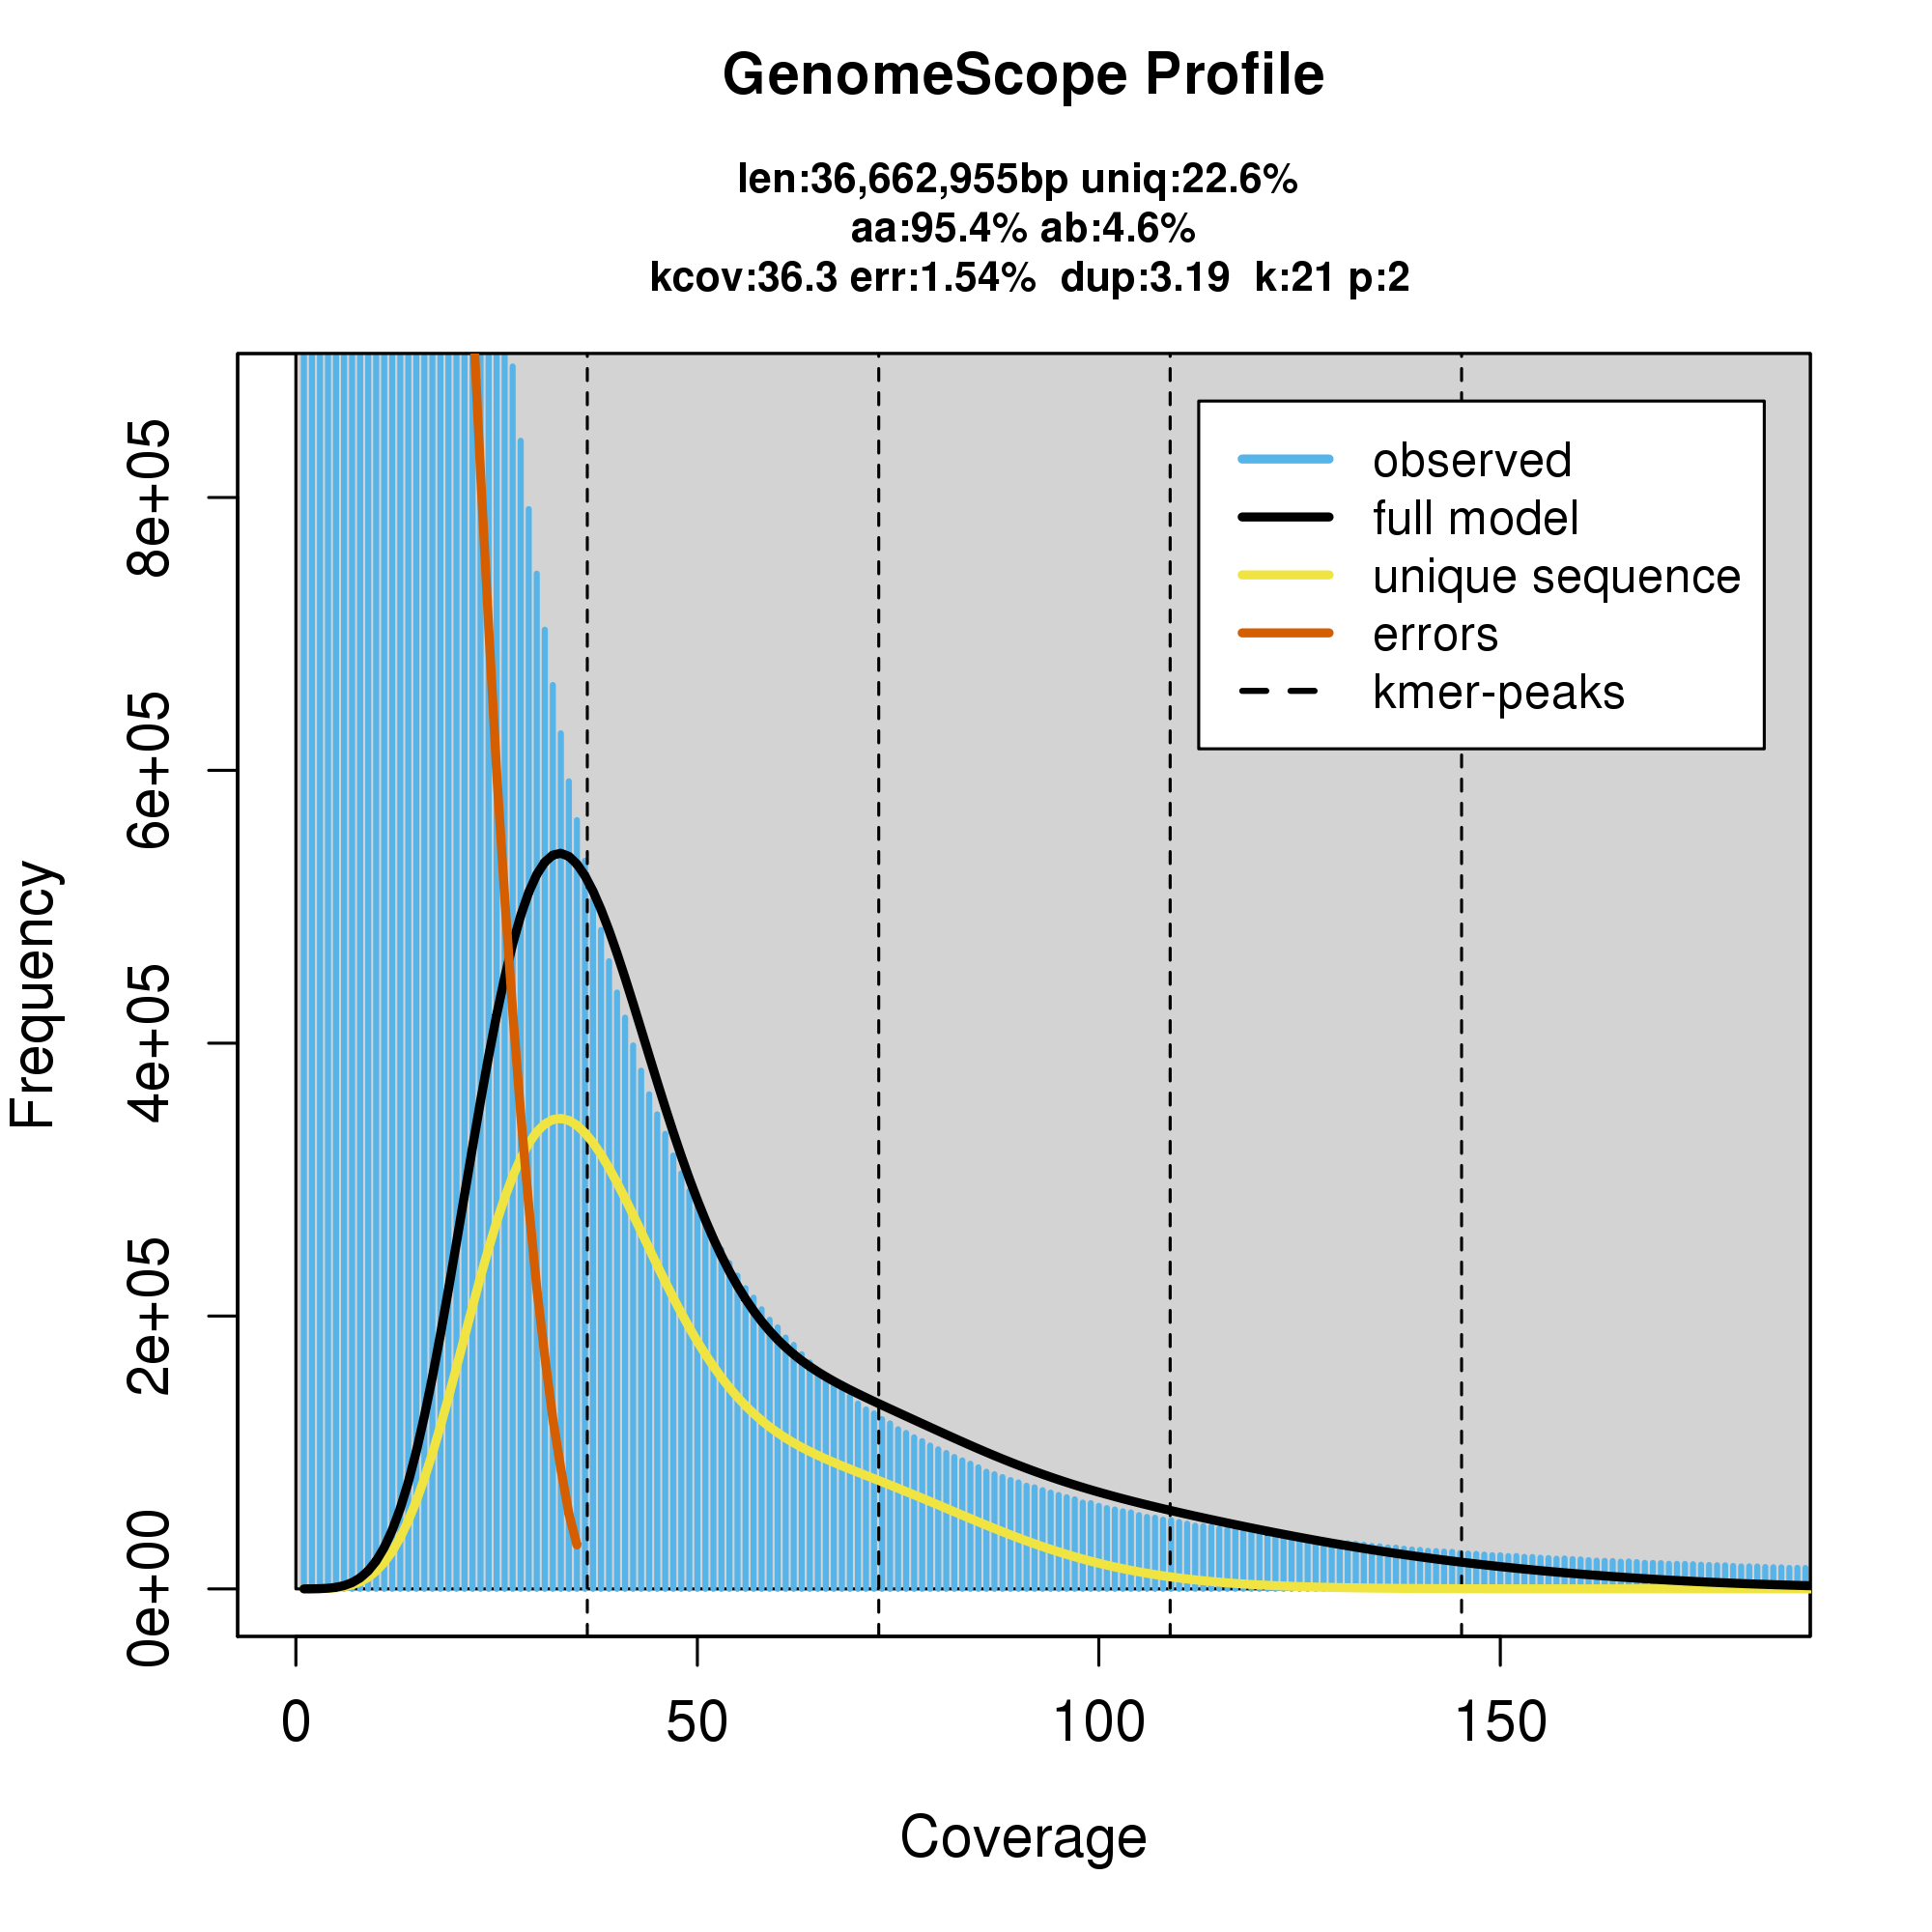 GenomeScope Profile
len:36,662,955bp uniq:22.6%
aa:95.4% ab:4.6%
kcov:36.3 err:1.54%  dup:3.19  k:21 p:2
observed
full model
unique sequence
errors
kmer-peaks
Frequency
8e+05
6e+05
4e+05
2e+05
0e+00
0
50
100
150
Coverage